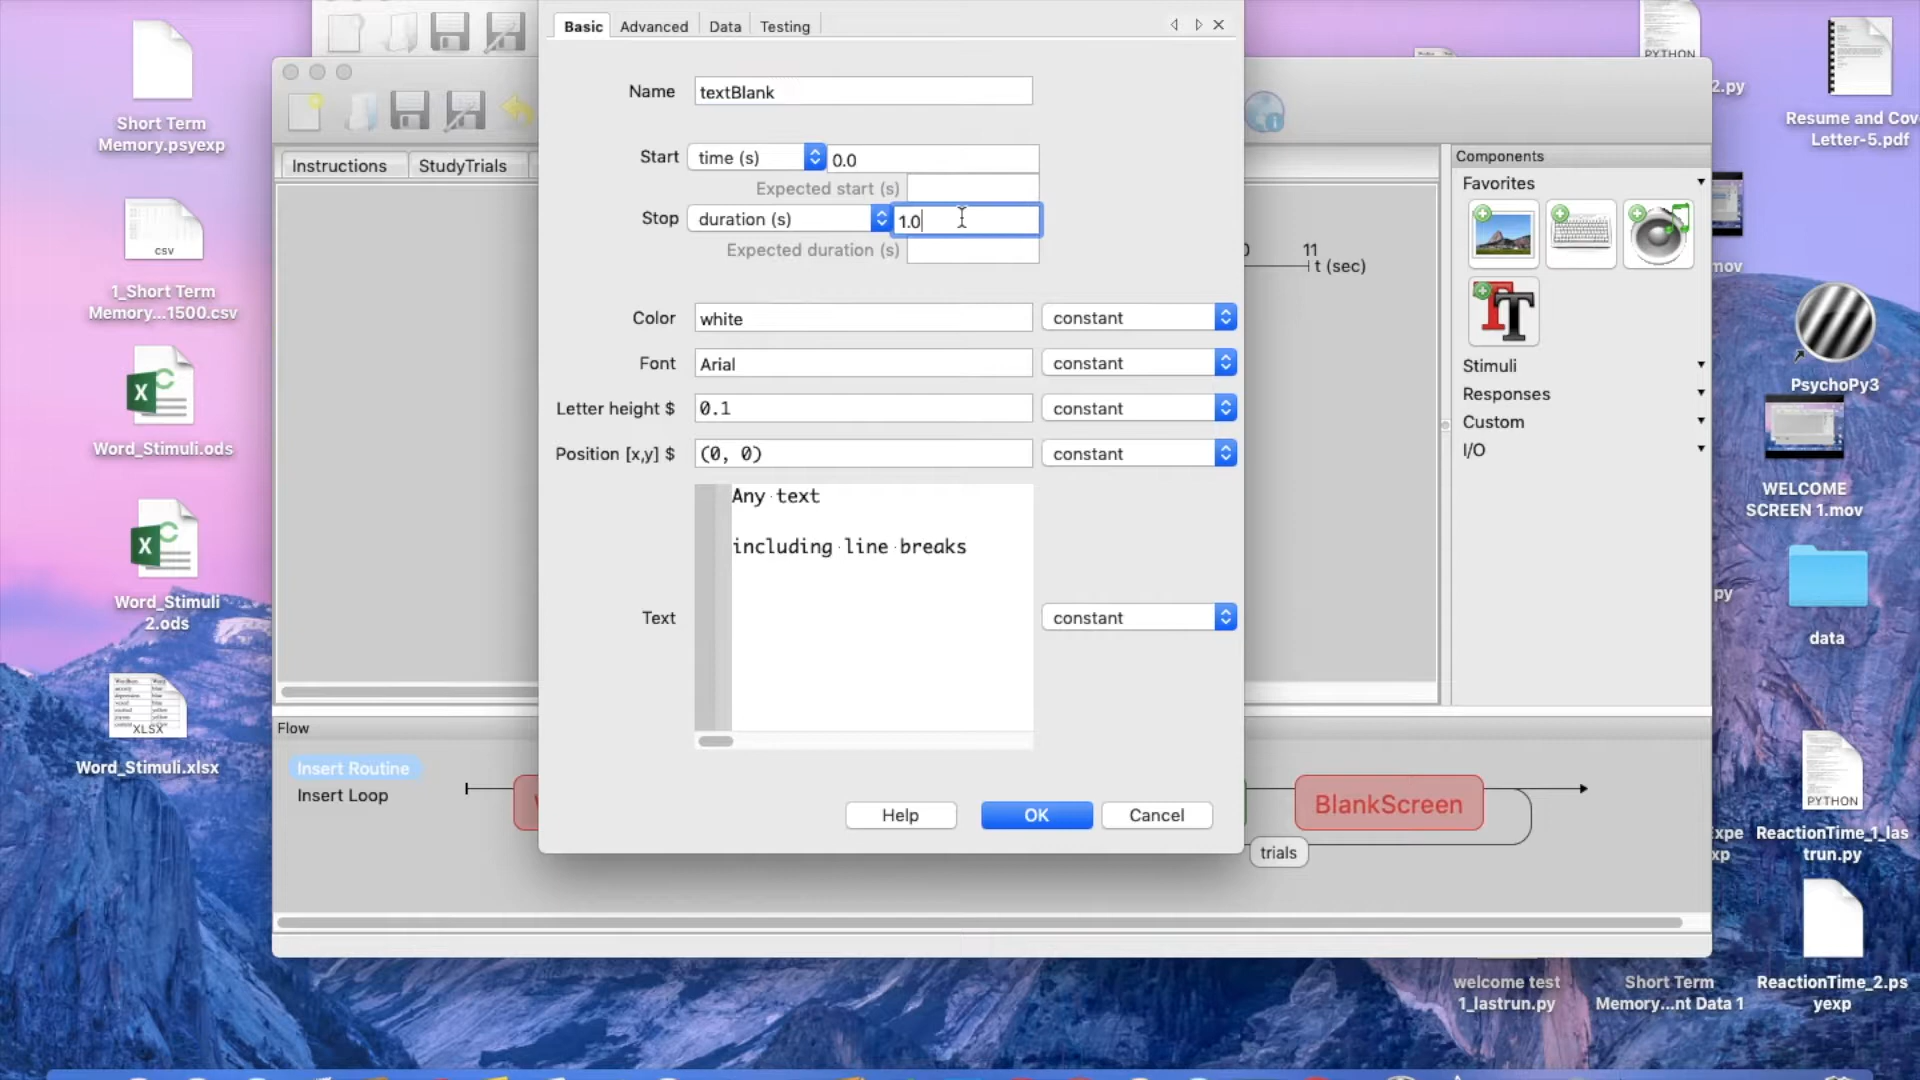 Basic
Advanced
Data
Testing
Name
textBlank
Start
time (s)
0.0
Expected start (s)
Stop
duration (s)
1.0
Expected duration (s)
Color
white
constant
Font
Arial
constant
Letter height $
0.1
constant
Position [x,y] $
(0, 0)
constant
Any text
including line breaks
Text
constant
Help
OK
Cancel
Instructions
StudyTrials
11
t (sec)
Components
Favorites
Stimuli
Responses
Custom
I/O
Flow
Insert Routine
Insert Loop
BlankScreen
trials
Short Term
Memory.psyexp
CSV
1_Short Term
Memory...1500.csv
Word_Stimuli.ods
Word_Stimuli
2.ods
XLSX
Word_Stimuli.xlsx
PYTHON
2.py
Resume and Cov
Letter-5.pdf
mov
PsychoPy3
WELCOME
SCREEN 1.mov
py
data
PYTHON
Expe
xp
ReactionTime_1_las
trun.py
welcome test
1_lastrun.py
Short Term
Memory...nt Data 1
ReactionTime_2.ps
yexp